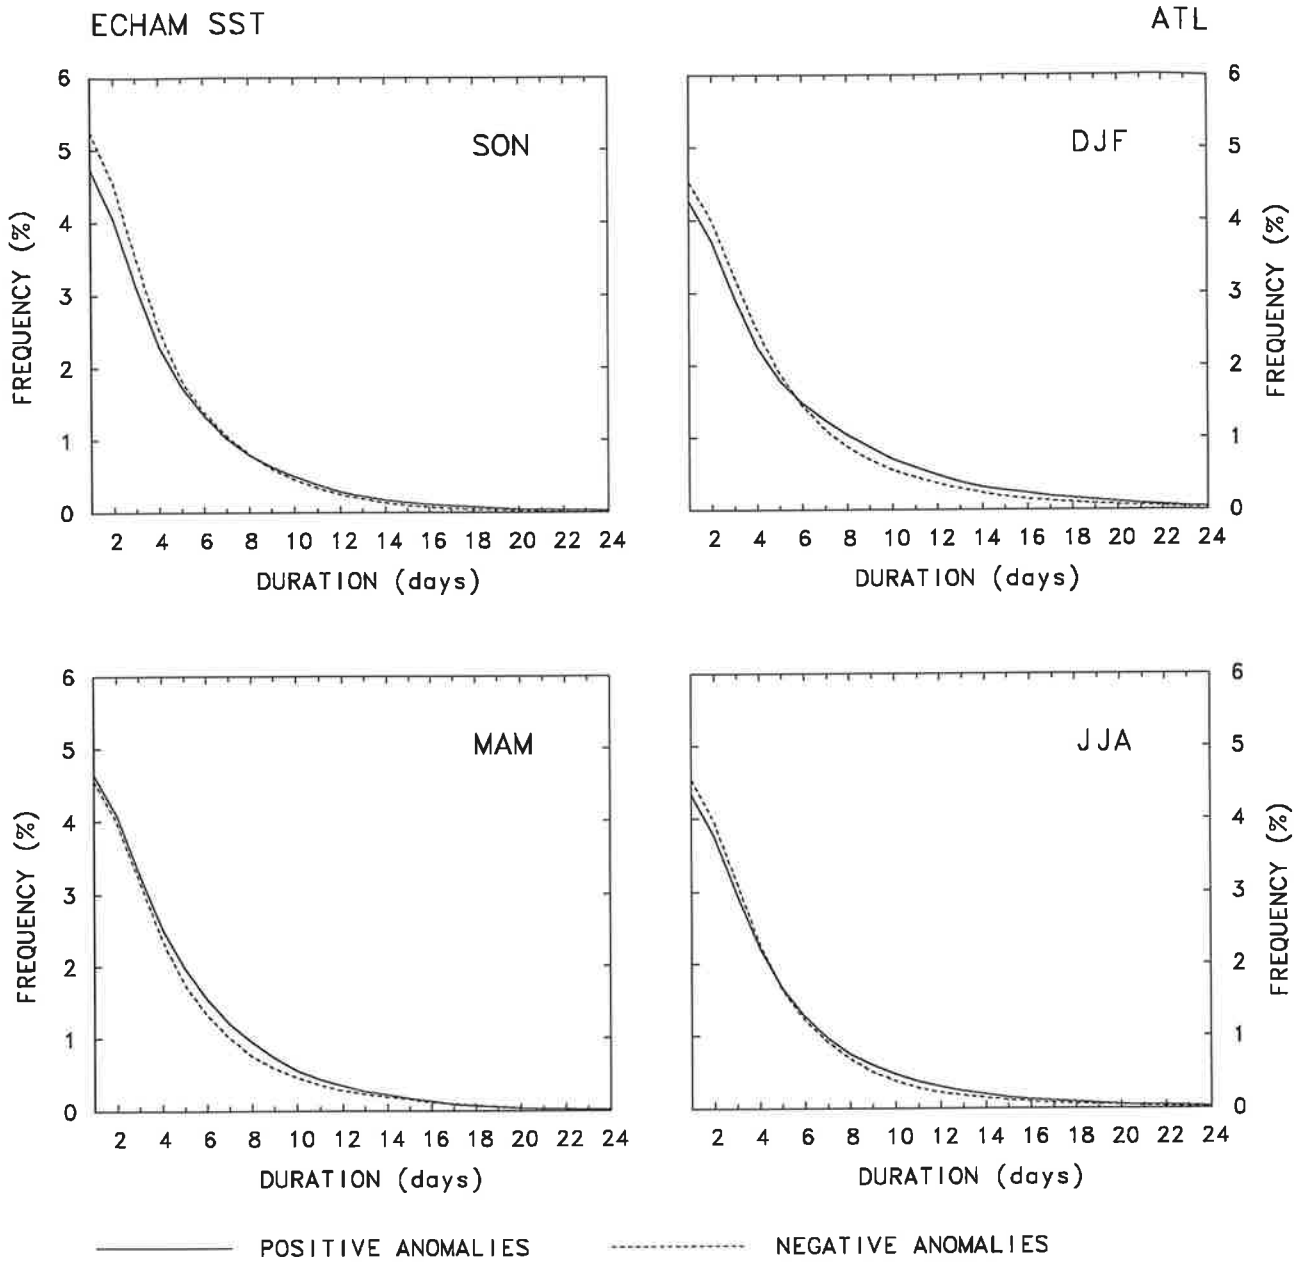 ECHAM SST
ATL
6
5
4
3
2
1
0
FREQUENCY (%)
SON
2 4 6 8 10 12 14 16 18 20 22 24
DURATION (days)
DJF
6
5
4
3
2
1
0
FREQUENCY (%)
2 4 6 8 10 12 14 16 18 20 22 24
DURATION (days)
6
5
4
3
2
1
0
FREQUENCY (%)
MAM
2 4 6 8 10 12 14 16 18 20 22 24
DURATION (days)
JJA
6
5
4
3
2
1
0
FREQUENCY (%)
2 4 6 8 10 12 14 16 18 20 22 24
DURATION (days)
POSITIVE ANOMALIES
NEGATIVE ANOMALIES